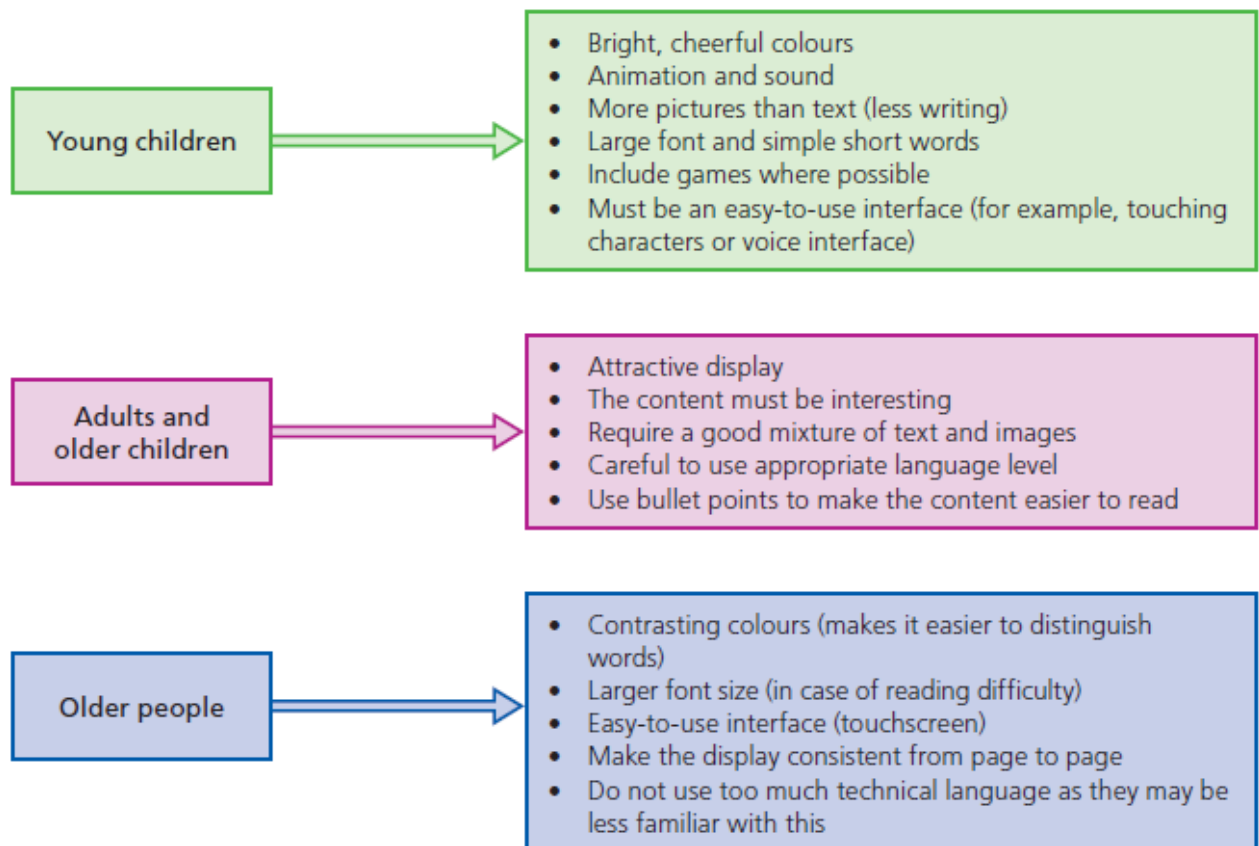 Young children
• Bright, cheerful colours
• Animation and sound
• More pictures than text (less writing)
• Large font and simple short words
• Include games where possible
• Must be an easy-to-use interface (for example, touching
characters or voice interface)
Adults and
older children
• Attractive display
• The content must be interesting
• Require a good mixture of text and images
• Careful to use appropriate language level
• Use bullet points to make the content easier to read
Older people
• Contrasting colours (makes it easier to distinguish
words)
• Larger font size (in case of reading difficulty)
• Easy-to-use interface (touchscreen)
• Make the display consistent from page to page
• Do not use too much technical language as they may be
less familiar with this